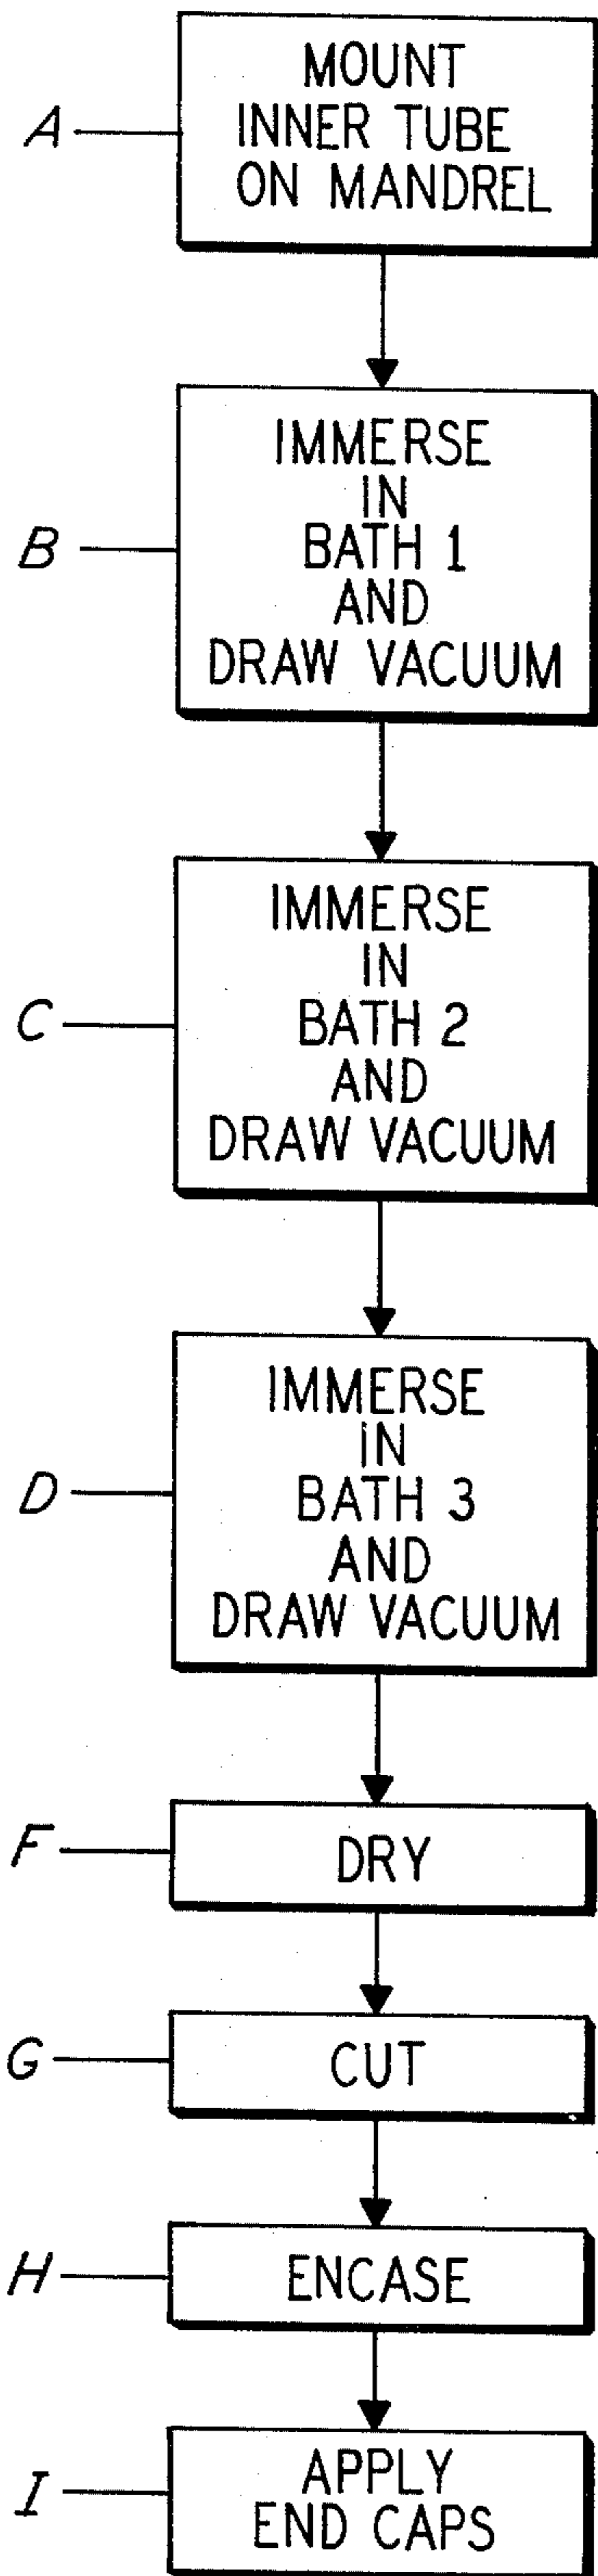 A
MOUNT
INNER TUBE
ON MANDREL
B
IMMERSE
IN
BATH 1
AND
DRAW VACUUM
C
IMMERSE
IN
BATH 2
AND
DRAW VACUUM
D
IMMERSE
IN
BATH 3
AND
DRAW VACUUM
F
DRY
G
CUT
H
ENCASE
I
APPLY
END CAPS